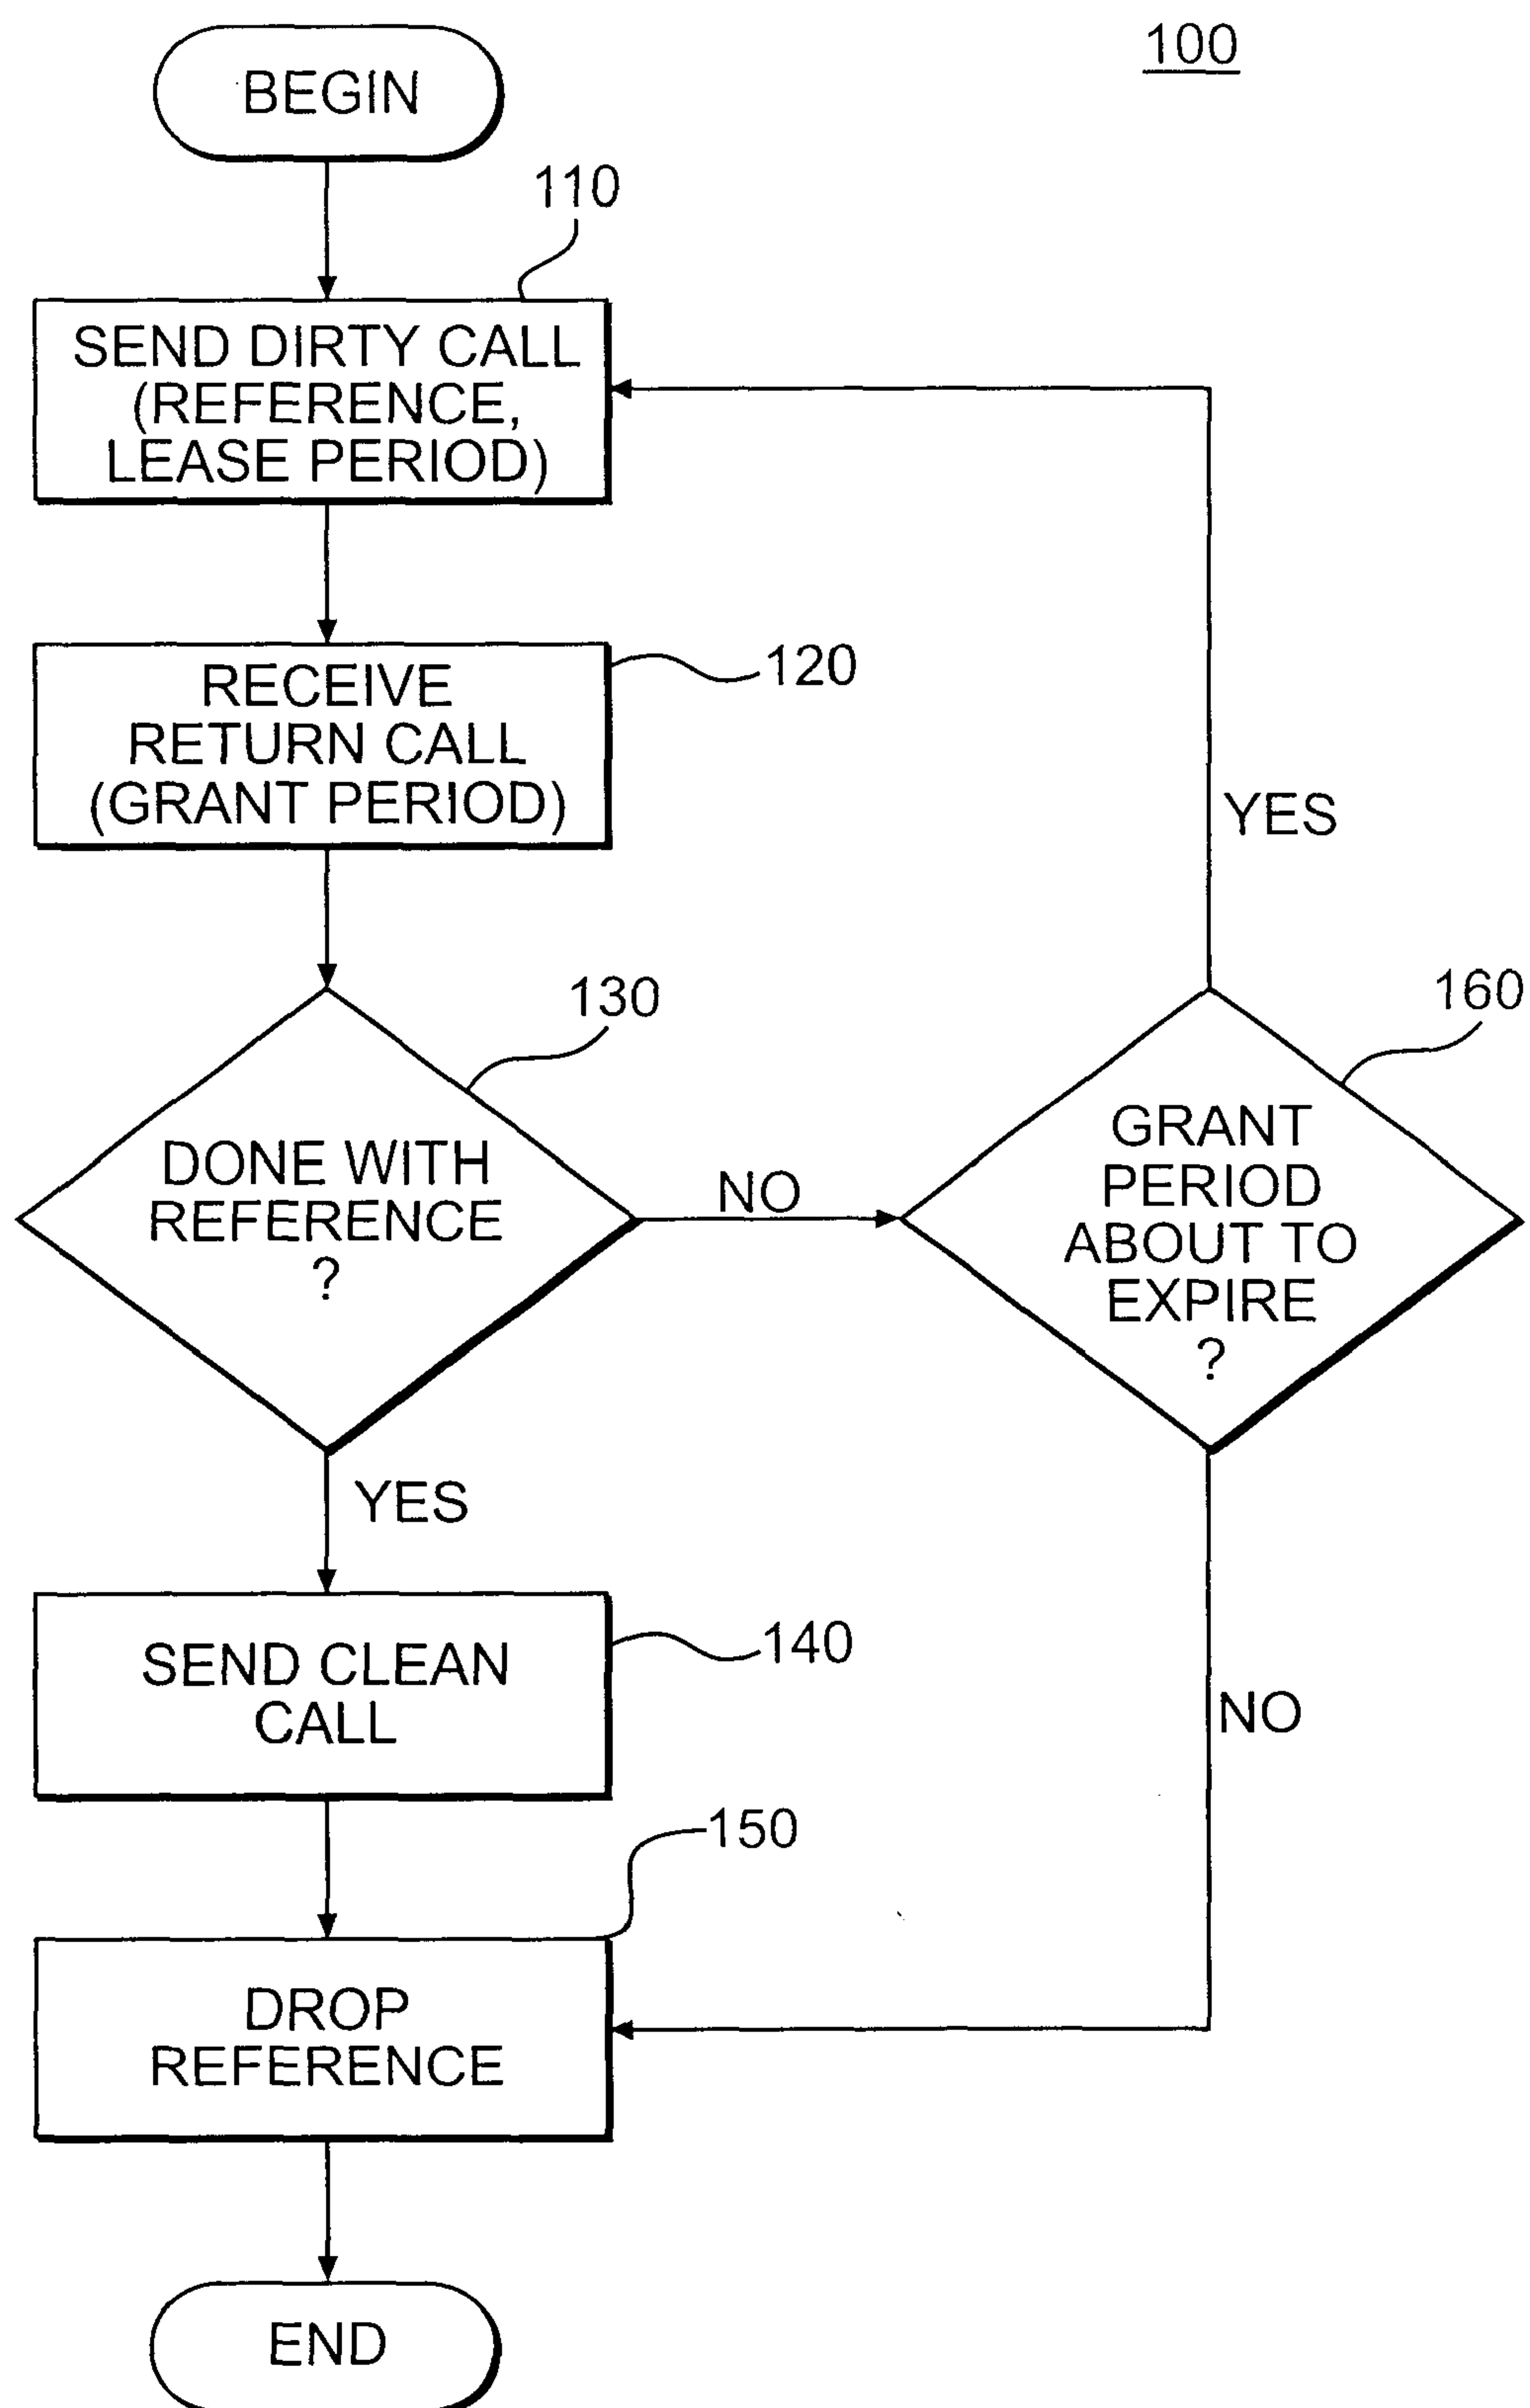 100
BEGIN
110
SEND DIRTY CALL
(REFERENCE,
LEASE PERIOD)
120
RECEIVE
RETURN CALL
(GRANT PERIOD)
YES
130
160
DONE WITH
REFERENCE
?
NO
GRANT
PERIOD
ABOUT TO
EXPIRE
?
YES
140
SEND CLEAN
CALL
NO
150
DROP
REFERENCE
END